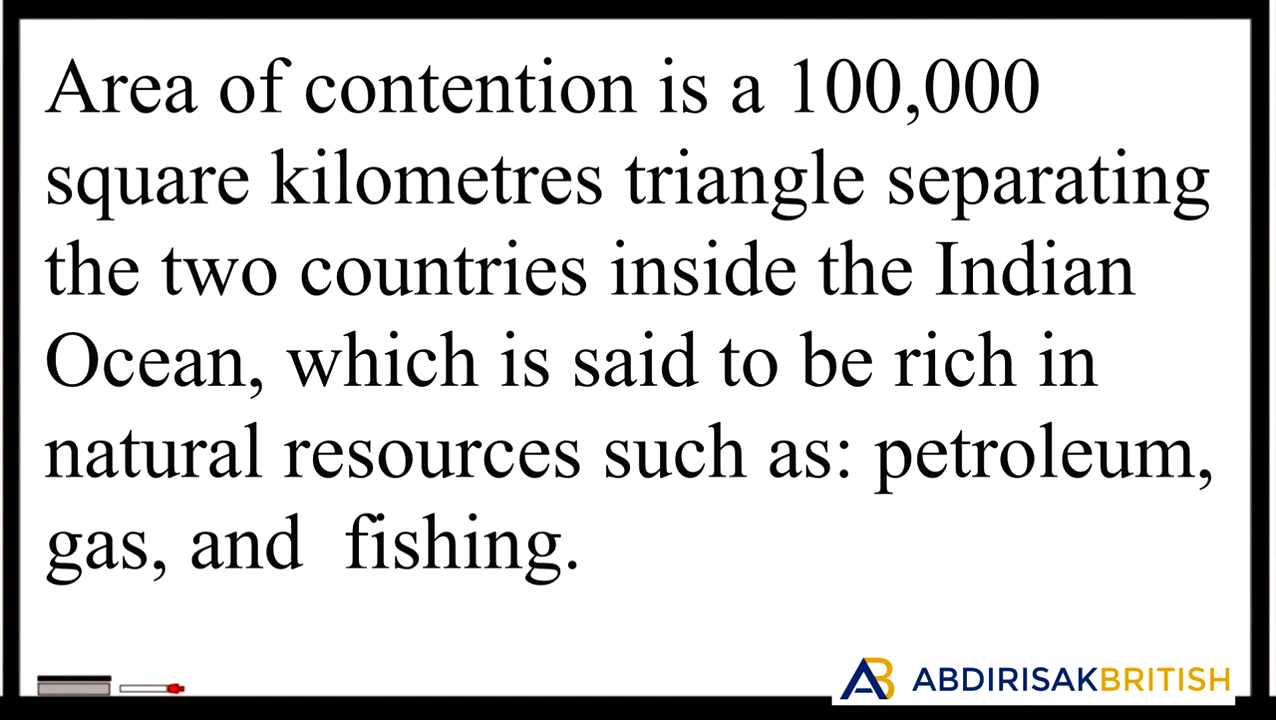 Area of contention is a 100,000
square kilometres triangle separating
the two countries inside the Indian
Ocean, which is said to be rich in
natural resources such as: petroleum,
gas, and  fishing.
AB ABDIRISAKBRITISH